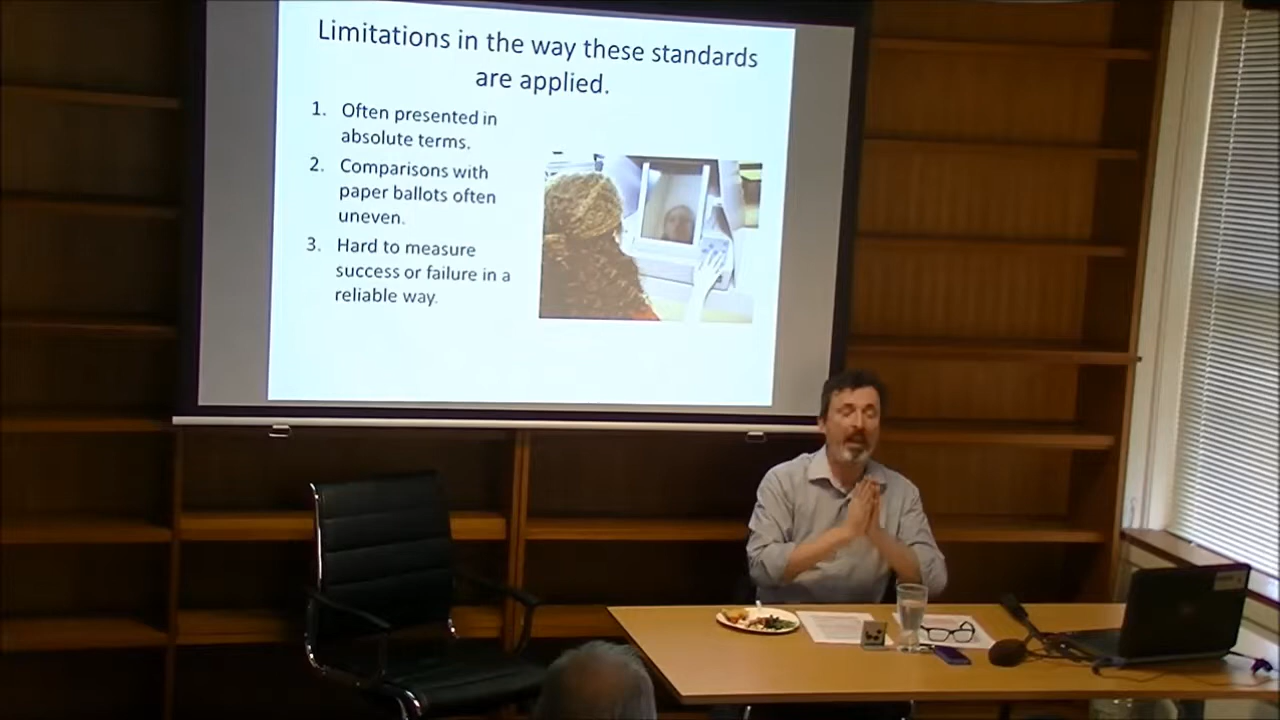 Limitations in the way these standards
are applied.
1. Often presented in
absolute terms.
2. Comparisons with
paper ballots often
uneven.
3. Hard to measure
success or failure in a
reliable way.